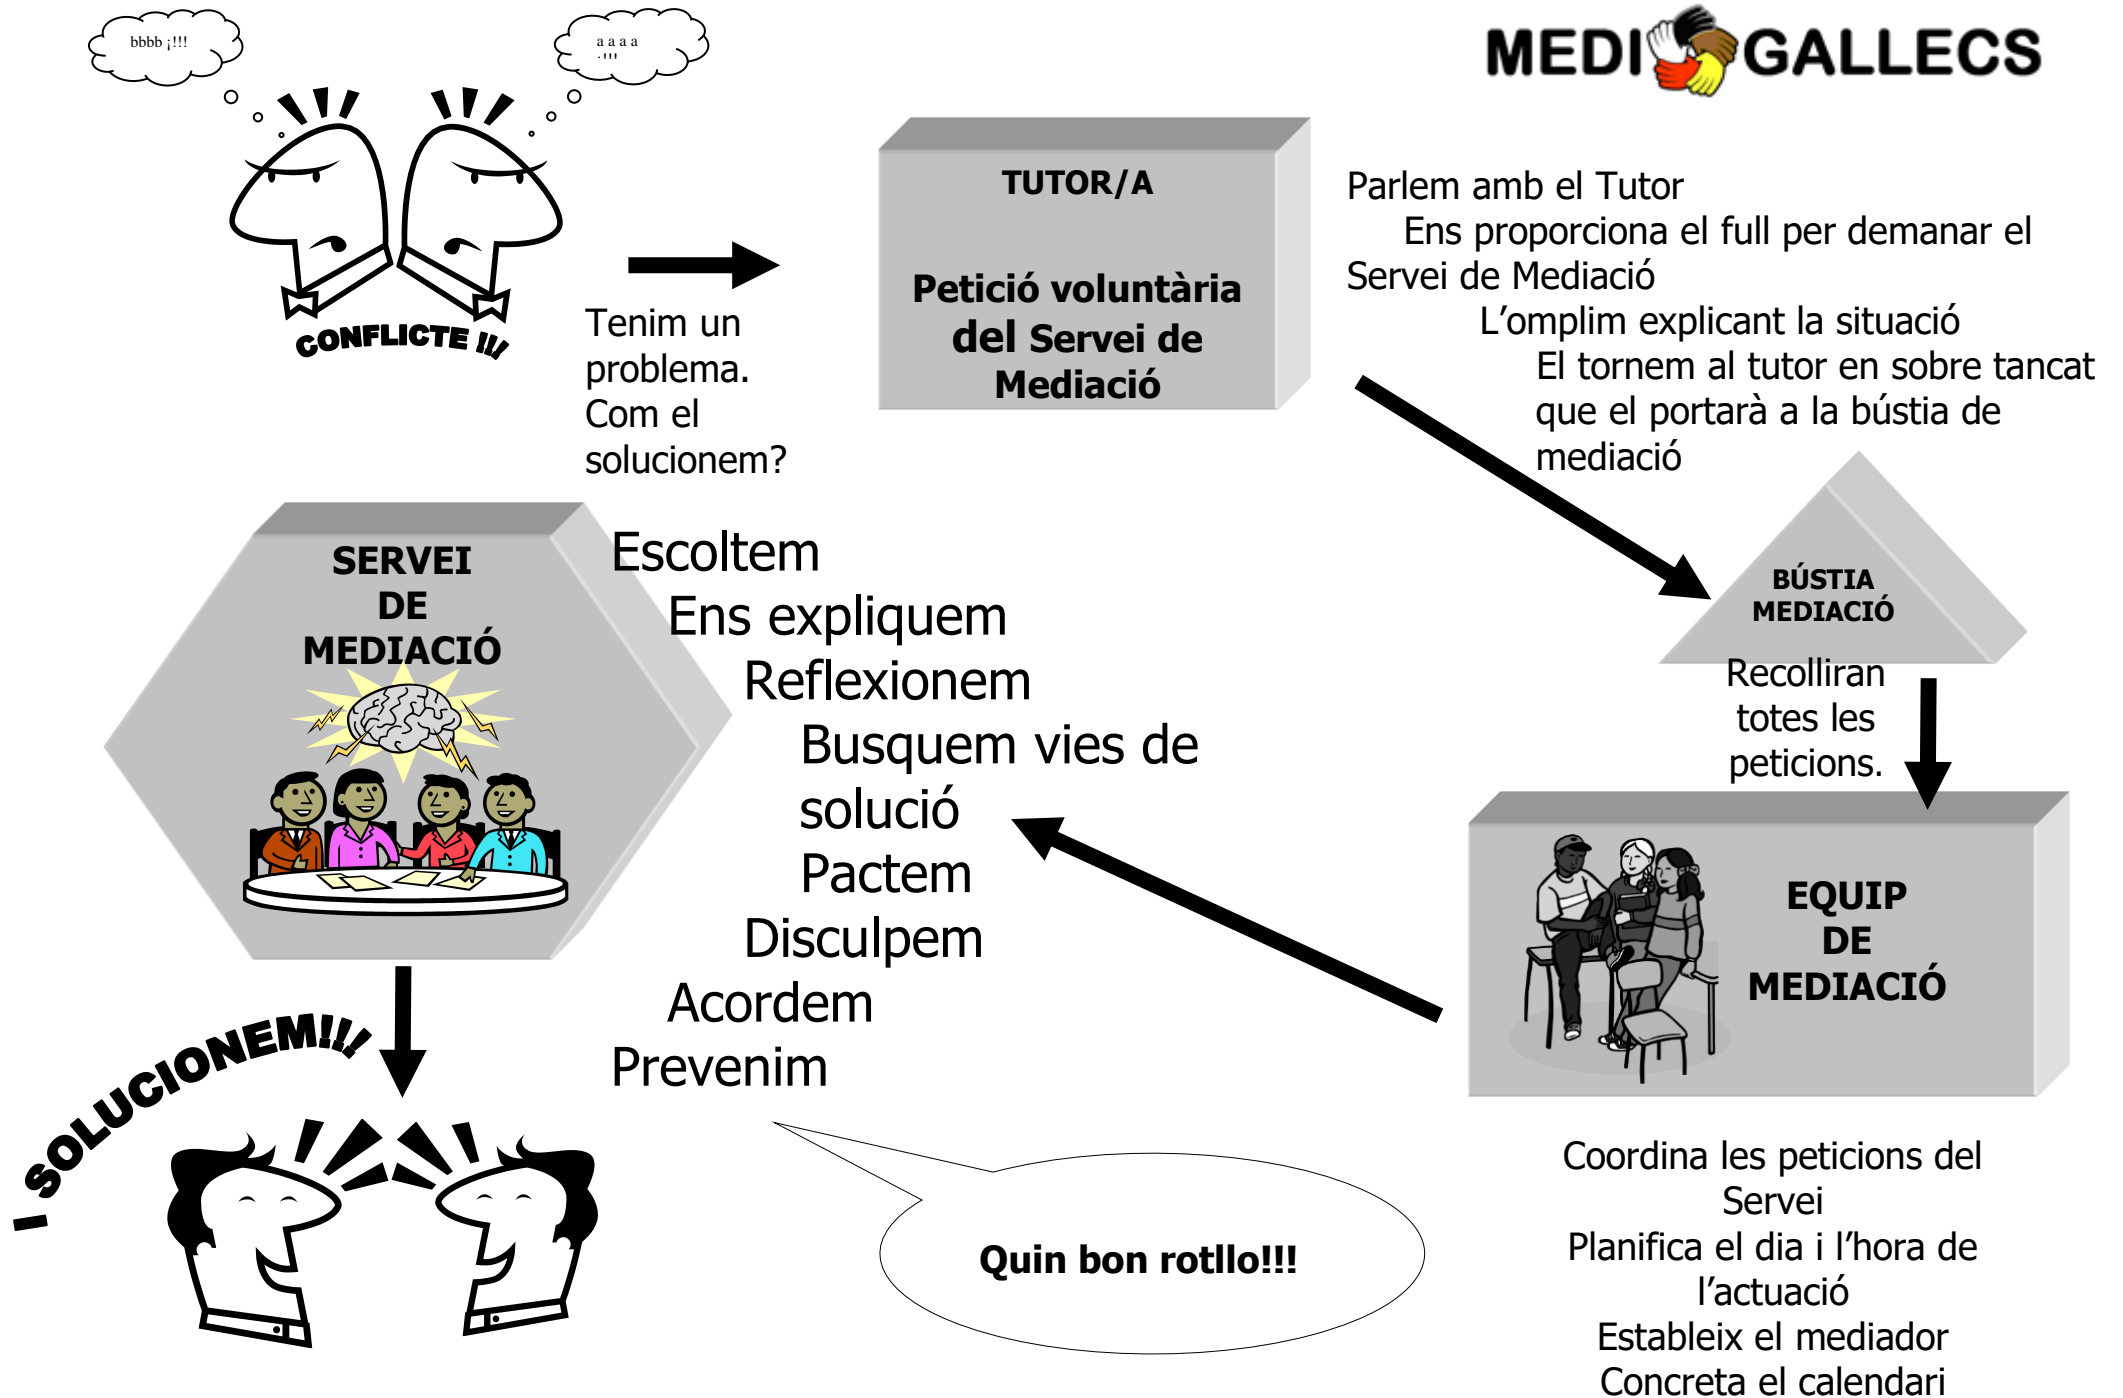 bbbb ¡!!!
a a a a
¡!!!
MEDI GALLECS
CONFLICTE !!!
Tenim un
problema.
Com el
solucionem?
TUTOR/A
Petició voluntària
del Servei de
Mediació
Parlem amb el Tutor
Ens proporciona el full per demanar el
Servei de Mediació
L’omplim explicant la situació
El tornem al tutor en sobre tancat
que el portarà a la bústia de
mediació
BÚSTIA
MEDIACIÓ
Recolliran
totes les
peticions.
EQUIP
DE
MEDIACIÓ
Coordina les peticions del
Servei
Planifica el dia i l’hora de
l’actuació
Estableix el mediador
Concreta el calendari
SERVEI
DE
MEDIACIÓ
Escoltem
Ens expliquem
Reflexionem
Busquem vies de
solució
Pactem
Disculpem
Acordem
Prevenim
I SOLUCIONEM!!!
Quin bon rotllo!!!